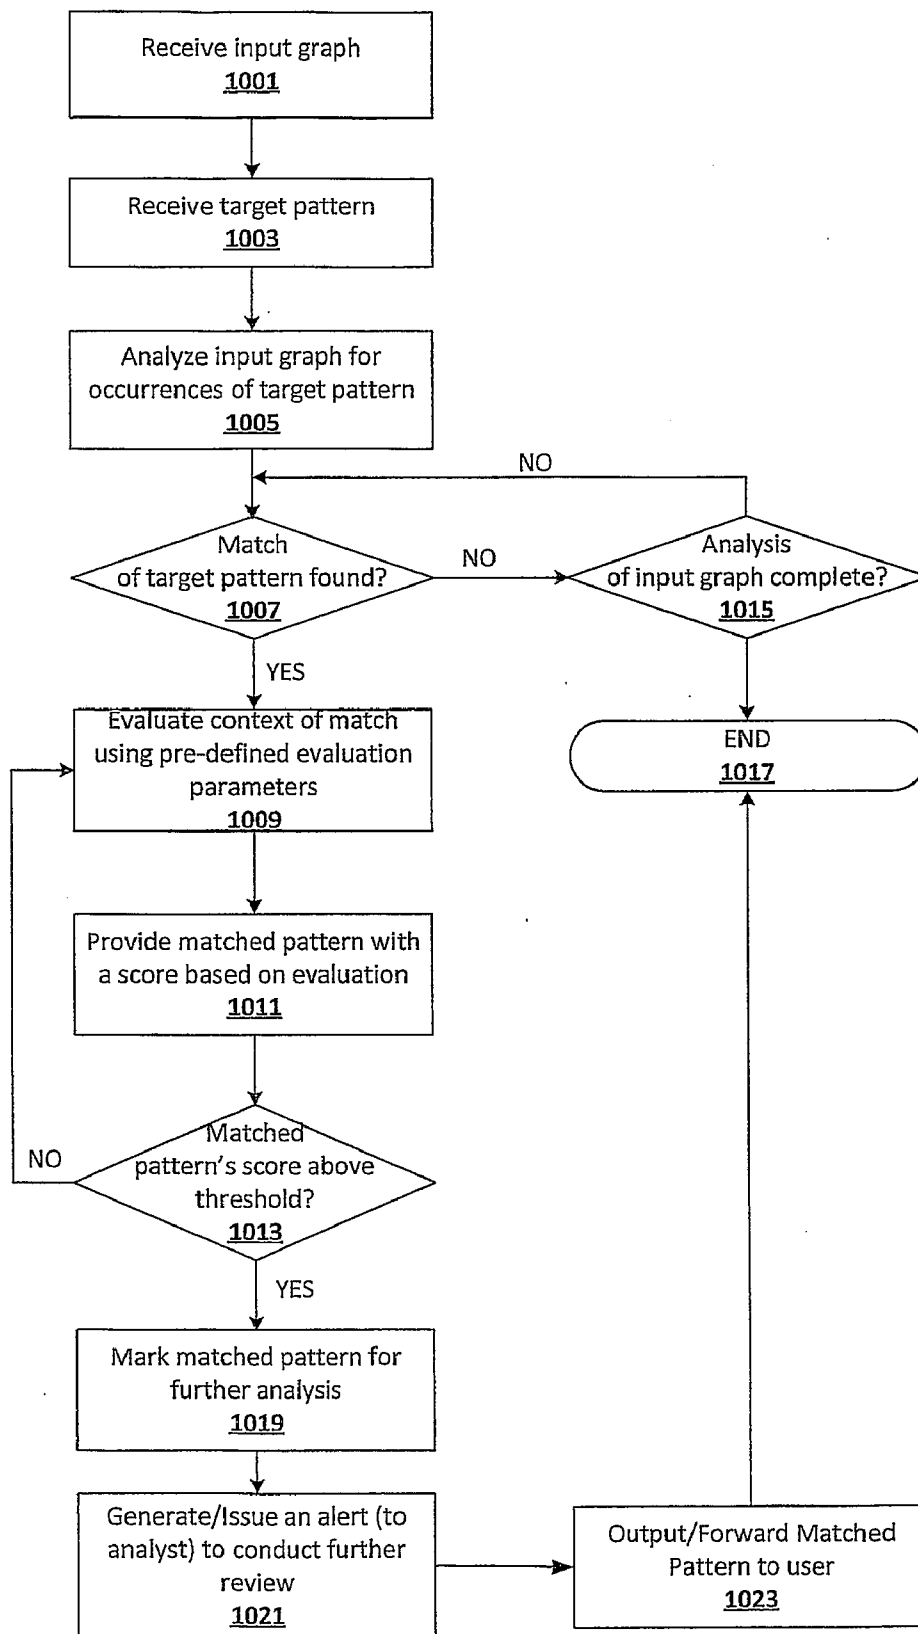 Receive input graph
1001
Receive target pattern
1003
Analyze input graph for
occurrences of target pattern
1005
NO
Match
of target pattern found?
1007
NO
Analysis
of input graph complete?
1015
YES
Evaluate context of match
using pre-defined evaluation
parameters
1009
END
1017
Provide matched pattern with
a score based on evaluation
1011
Matched
pattern's score above
threshold?
1013
NO
YES
Mark matched pattern for
further analysis
1019
Generate/Issue an alert (to
analyst) to conduct further
review
1021
Output/Forward Matched
Pattern to user
1023